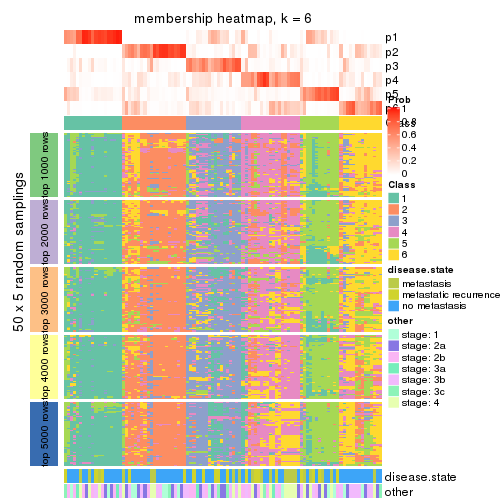 membership heatmap, k = 6
p1
p2
p3
p4
p5
p6
Class
50 x 5 random samplings
top 1000 rows
top 2000 rows
top 3000 rows
top 4000 rows
top 5000 rows
disease.state
other
Prob
1
0.8
0.6
0.4
0.2
0
Class
1
2
3
4
5
6
disease.state
metastasis
metastatic recurrence
no metastasis
other
stage: 1
stage: 2a
stage: 2b
stage: 3a
stage: 3b
stage: 3c
stage: 4